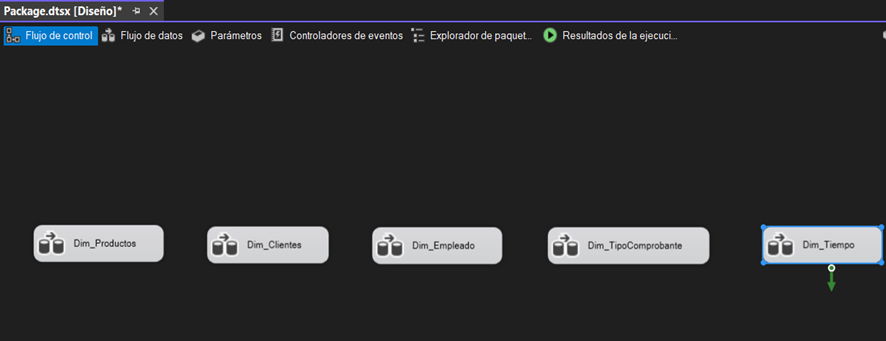 Package.dtsx [Diseño]*
Flujo de control Flujo de datos Parámetros Controladores de eventos Explorador de paquet... Resultados de la ejecuci...
Dim_Productos Dim_Clientes Dim_Empleado Dim_TipoComprobante Dim_Tiempo